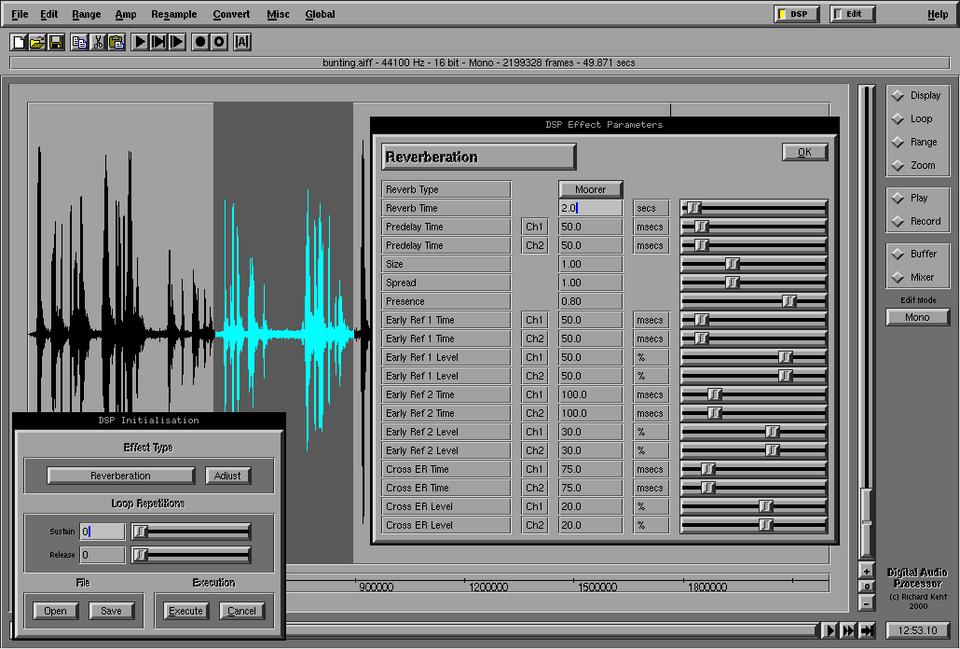 File Edit Range Amp Resample Convert Misc Global DSP Edit Help
|A|
bunting.aiff - 44100 Hz - 16 bit - Mono - 2199328 frames - 49.871 secs
Display
Loop
Range
Zoom
Play
Record
Buffer
Mixer
Edit Mode
Mono
DSP Effect Parameters
Reverberation OK
Reverb Type Moorer
Reverb Time 2.0 secs
Predelay Time Ch1 50.0 msecs
Predelay Time Ch2 50.0 msecs
Size 1.00
Spread 1.00
Presence 0.80
Early Ref 1 Time Ch1 50.0 msecs
Early Ref 1 Time Ch2 50.0 msecs
Early Ref 1 Level Ch1 50.0 %
Early Ref 1 Level Ch2 50.0 %
Early Ref 2 Time Ch1 100.0 msecs
Early Ref 2 Time Ch2 100.0 msecs
Early Ref 2 Level Ch1 30.0 %
Early Ref 2 Level Ch2 30.0 %
Cross ER Time Ch1 75.0 msecs
Cross ER Time Ch2 75.0 msecs
Cross ER Level Ch1 20.0 %
Cross ER Level Ch2 20.0 %
DSP Initialisation
Effect Type
Reverberation Adjust
Loop Repetitions
Sustain 0
Release 0
File Execution
Open Save Execute Cancel
900000 1200000 1500000 1800000
+
o
-
Digital Audio
Processor
(c) Richard Kent
2000
12:53.10